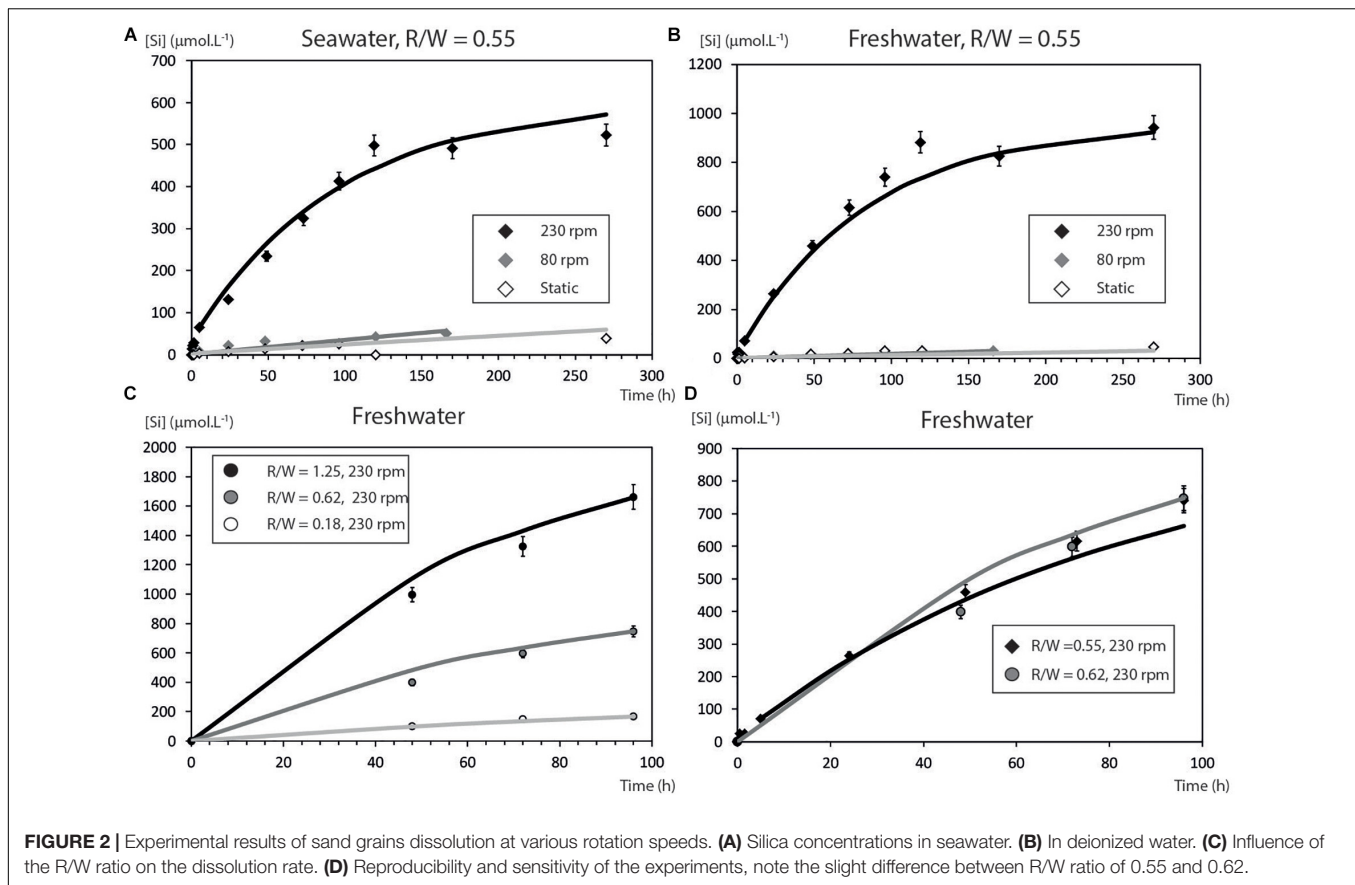 A
[Si] (µmol.L⁻¹)
Seawater, R/W = 0.55
700
600
500
400
300
200
100
0
230 rpm
80 rpm
Static
0
50
100
150
200
250
300
Time (h)
B
[Si] (µmol.L⁻¹)
Freshwater, R/W = 0.55
1200
1000
800
600
400
200
0
230 rpm
80 rpm
Static
0
50
100
150
200
250
300
Time (h)
C
[Si] (µmol.L⁻¹)
Freshwater
2000
1800
1600
1400
1200
1000
800
600
400
200
0
R/W = 1.25, 230 rpm
R/W = 0.62, 230 rpm
R/W = 0.18, 230 rpm
0
20
40
60
80
100
Time (h)
D
[Si] (µmol.L⁻¹)
Freshwater
900
800
700
600
500
400
300
200
100
0
R/W =0.55, 230 rpm
R/W = 0.62, 230 rpm
0
20
40
60
80
100
Time (h)
FIGURE 2 | Experimental results of sand grains dissolution at various rotation speeds. (A) Silica concentrations in seawater. (B) In deionized water. (C) Influence of
the R/W ratio on the dissolution rate. (D) Reproducibility and sensitivity of the experiments, note the slight difference between R/W ratio of 0.55 and 0.62.